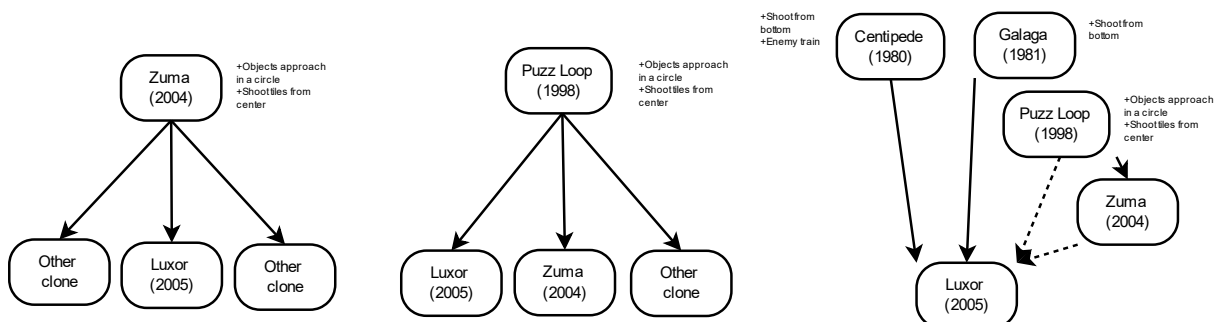 Zuma
(2004)
+Objects approach
in a circle
+Shoot tiles from
center
Other
clone
Luxor
(2005)
Other
clone
Puzz Loop
(1998)
+Objects approach
in a circle
+Shoot tiles from
center
Luxor
(2005)
Zuma
(2004)
Other
clone
+Shoot from
bottom
+Enemy train
Centipede
(1980)
Galaga
(1981)
+Shoot from
bottom
Puzz Loop
(1998)
+Objects approach
in a circle
+Shoot tiles from
center
Zuma
(2004)
Luxor
(2005)